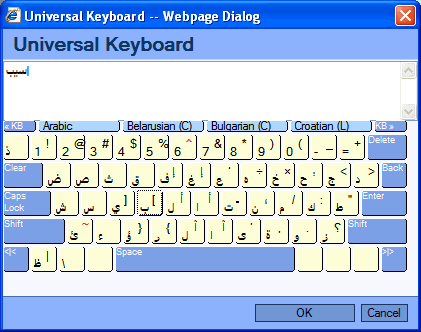 Universal Keyboard -- Webpage Dialog
Universal Keyboard
سيب
« KB Arabic Belarusian (C) Bulgarian (C) Croatian (L) KB »
ذ 1 ! 2 @ 3 # 4 $ 5 % 6 ^ 7 & 8 * 9 ) 0 ( - _ = + Delete
Clear ض ص ث ق ف إ غ إ ع ` ه ÷ خ × ح ؛ ج < د > Back
Caps Lock ش س ي ] ب [ ل أ ا أ ت - ن ، م / ك : ط " Enter
Shift ئ ~ ء ؤ } ر { ل آ ى آ ة ' و , ز . ؟ Shift
<|< ظ | \ Space >|>
OK Cancel